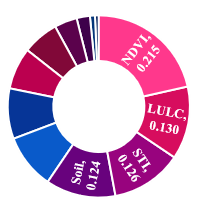 NDVI,
0.215
LULC,
0.130
STI,
0.126
Soil,
0.124